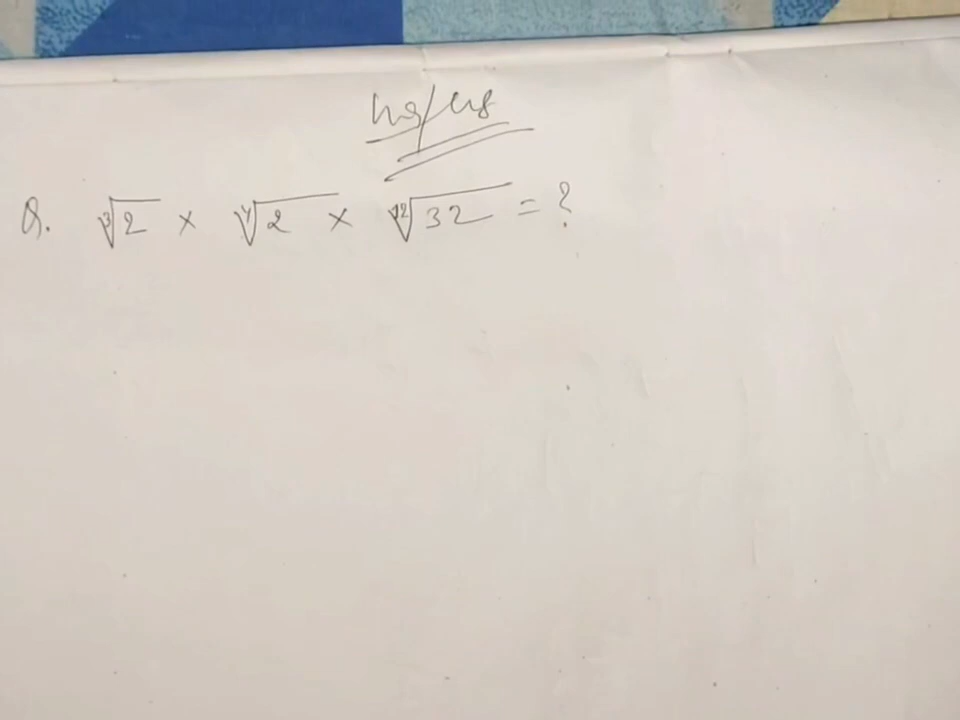 Q. ∛2 × ∜2 × ¹²√32 = ?